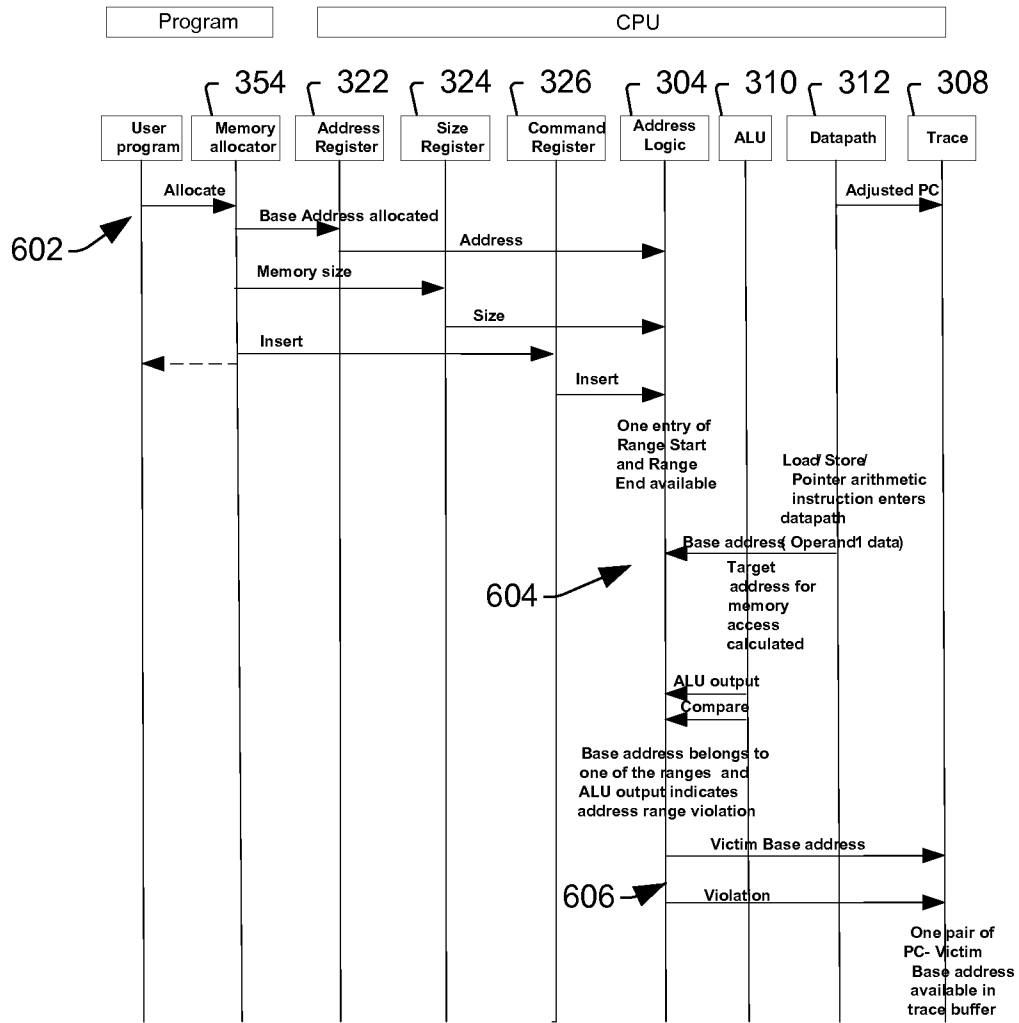 Program
CPU
354
322
324
326
304
310
312
308
User
program
Memory
allocator
Address
Register
Size
Register
Command
Register
Address
Logic
ALU
Datapath
Trace
Allocate
Adjusted PC
Base Address allocated
602
Address
Memory size
Size
Insert
Insert
One entry of
Range Start
and Range
End available
Load/ Store/
Pointer arithmetic
instruction enters
datapath
Base address( Operand1 data)
604
Target
address for
memory
access
calculated
ALU output
Compare
Base address belongs to
one of the ranges and
ALU output indicates
address range violation
Victim Base address
606
Violation
One pair of
PC- Victim
Base address
available in
trace buffer